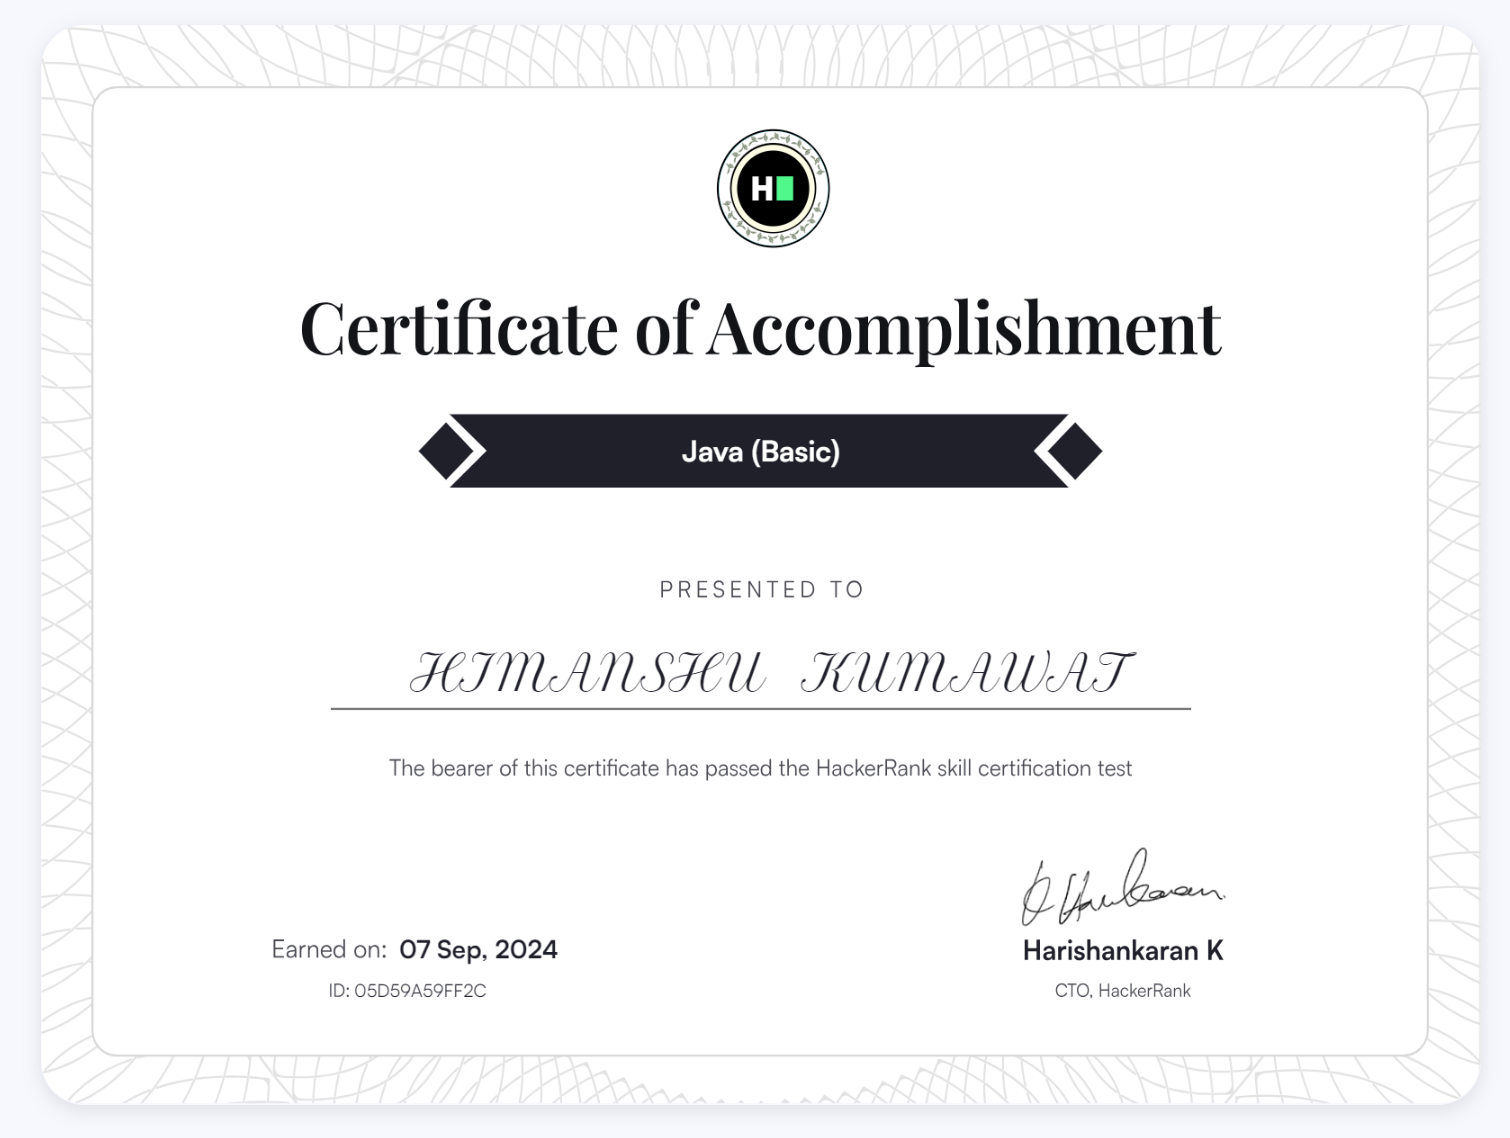 H
Certificate of Accomplishment
Java (Basic)
PRESENTED TO
HIMANSHU KUMAWAT
The bearer of this certificate has passed the HackerRank skill certification test
Earned on: 07 Sep, 2024
ID: 05D59A59FF2C
K Harikaran
Harishankaran K
CTO, HackerRank